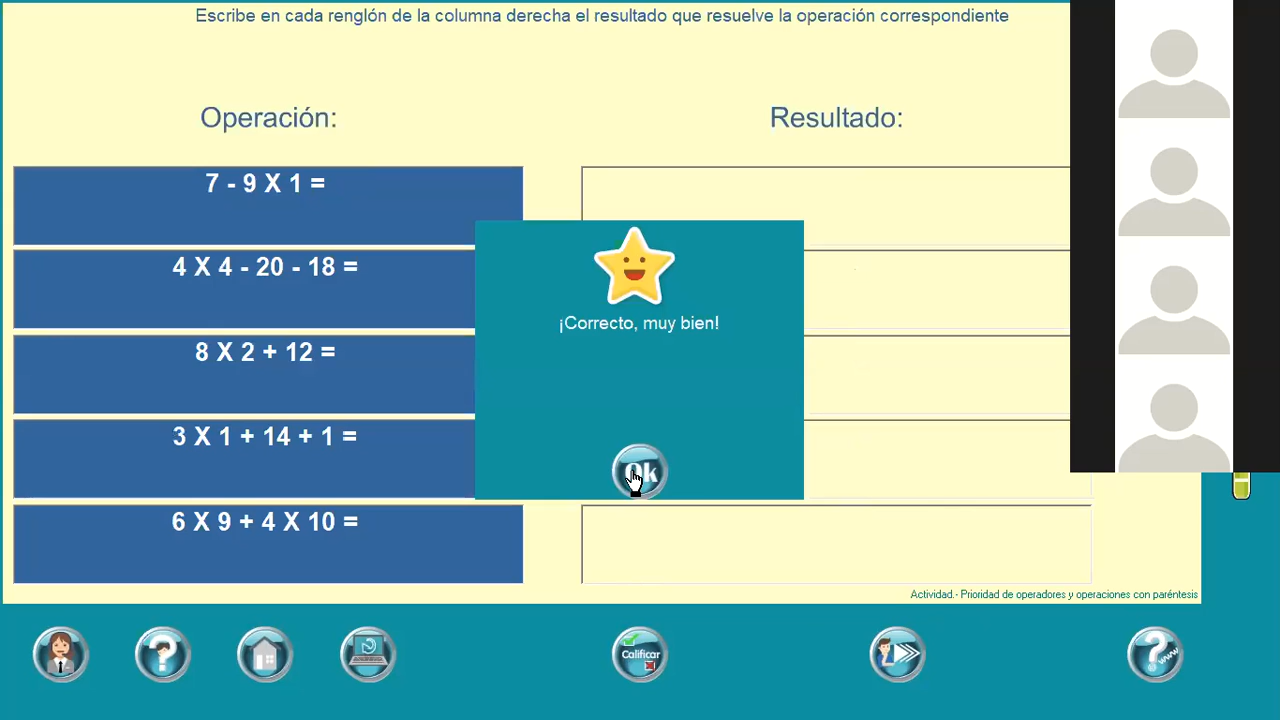 Escribe en cada renglón de la columna derecha el resultado que resuelve la operación correspondiente
Operación:
Resultado:
7 - 9 X 1 =
4 X 4 - 20 - 18 =
8 X 2 + 12 =
3 X 1 + 14 + 1 =
6 X 9 + 4 X 10 =
¡Correcto, muy bien!
Ok
Actividad.- Prioridad de operadores y operaciones con paréntesis
Calificar
www